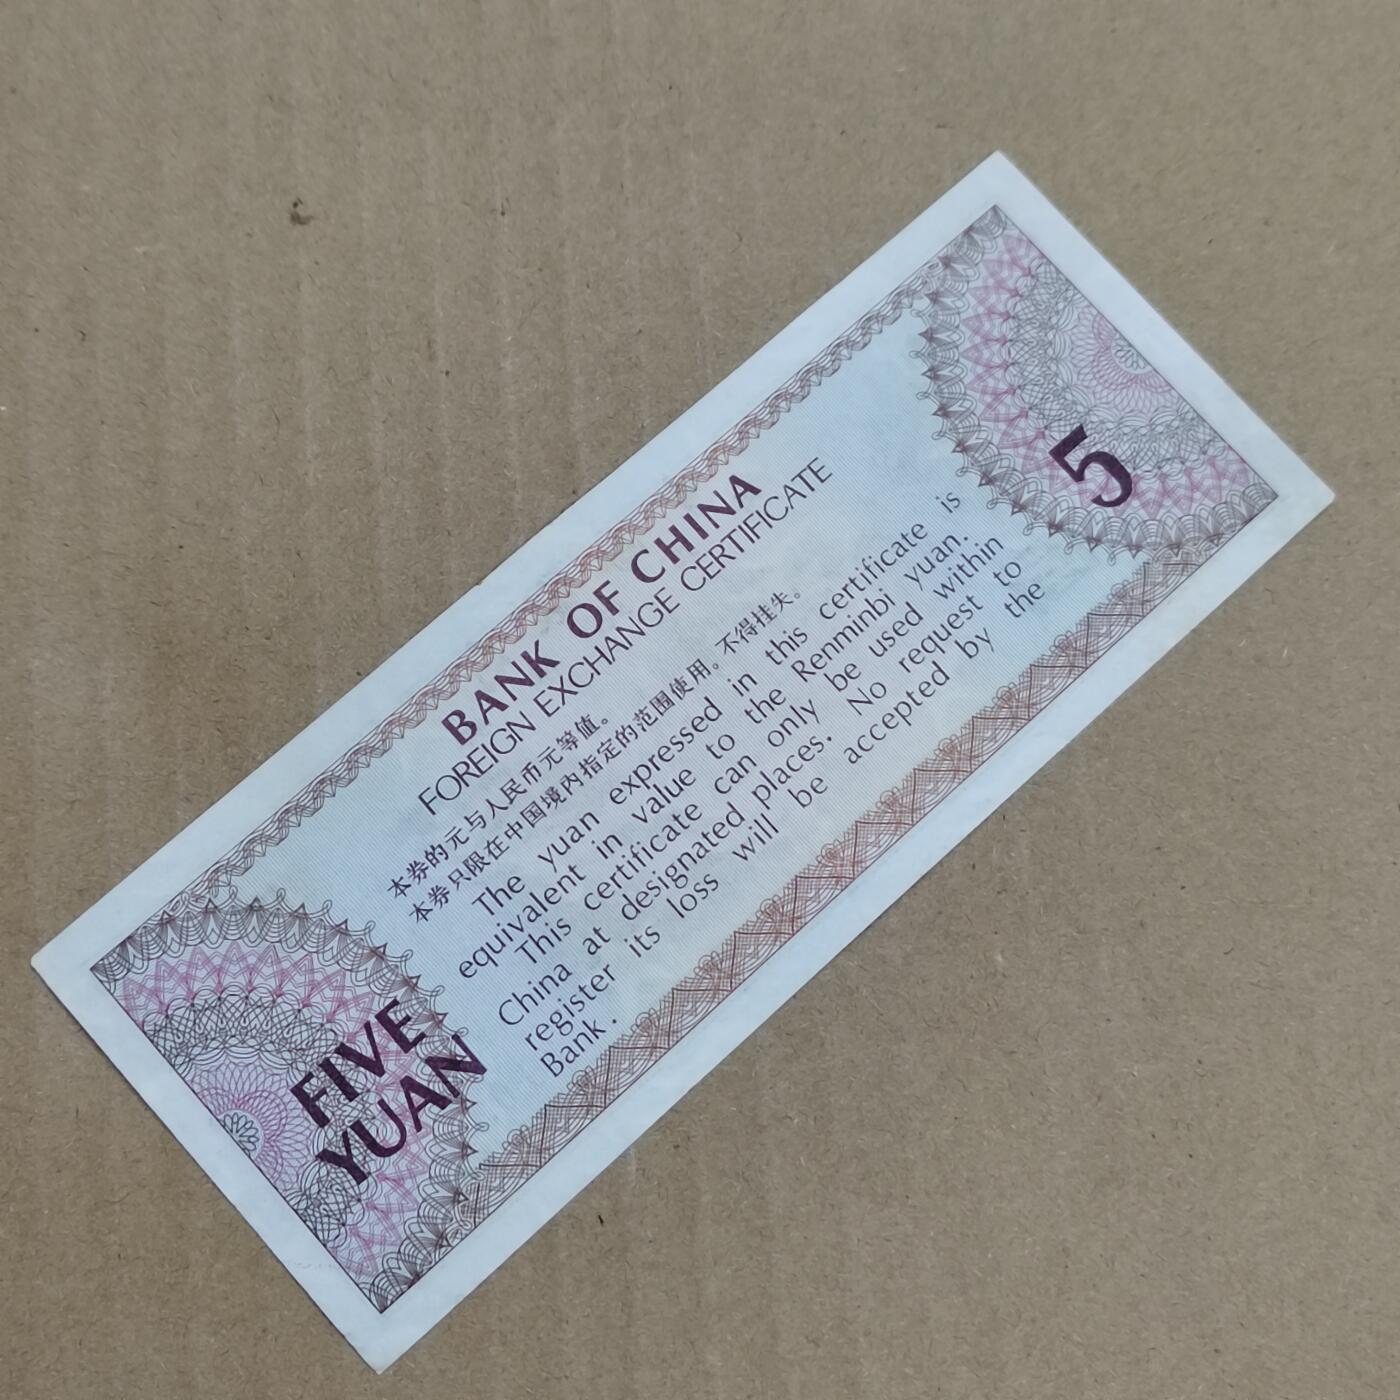 BANK OF CHINA
FOREIGN EXCHANGE CERTIFICATE
本券的元与人民币元等值。
本券只限在中国境内指定的范围使用。不得挂失。
The yuan expressed in this certificate is
equivalent in value to the Renminbi yuan.
This certificate can only be used within
China at designated places. No request to
register its loss will be accepted by the
Bank.
FIVE
YUAN
5